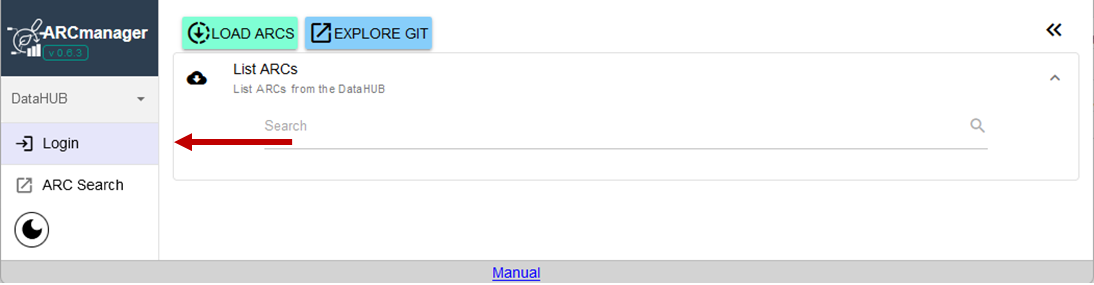 ARCmanager
v 0.6.3
DataHUB
Login
ARC Search
LOAD ARCS
EXPLORE GIT
List ARCs
List ARCs from the DataHUB
Search
Manual